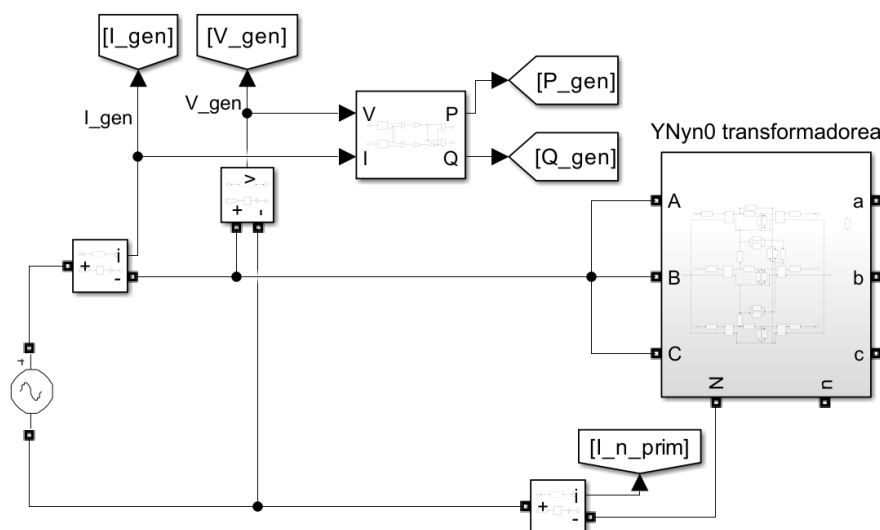 [I_gen]
[V_gen]
I_gen
V_gen
V
I
P
Q
[P_gen]
[Q_gen]
YNyn0 transformadorea
A
B
C
a
b
c
N
n
v
+ -
+
i
-
+
[I_n_prim]
+
i
-